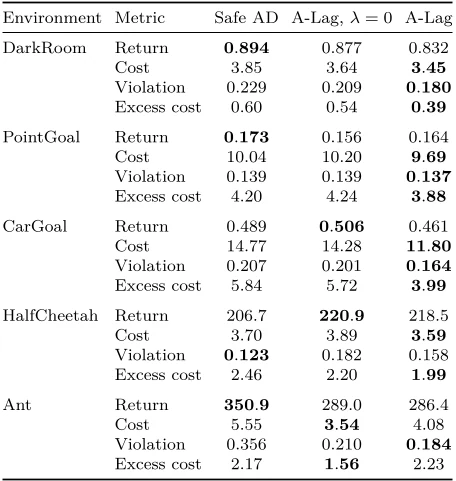 Environment Metric Safe AD A-Lag, λ = 0 A-Lag
DarkRoom Return 0.894 0.877 0.832
Cost 3.85 3.64 3.45
Violation 0.229 0.209 0.180
Excess cost 0.60 0.54 0.39
PointGoal Return 0.173 0.156 0.164
Cost 10.04 10.20 9.69
Violation 0.139 0.139 0.137
Excess cost 4.20 4.24 3.88
CarGoal Return 0.489 0.506 0.461
Cost 14.77 14.28 11.80
Violation 0.207 0.201 0.164
Excess cost 5.84 5.72 3.99
HalfCheetah Return 206.7 220.9 218.5
Cost 3.70 3.89 3.59
Violation 0.123 0.182 0.158
Excess cost 2.46 2.20 1.99
Ant Return 350.9 289.0 286.4
Cost 5.55 3.54 4.08
Violation 0.356 0.210 0.184
Excess cost 2.17 1.56 2.23